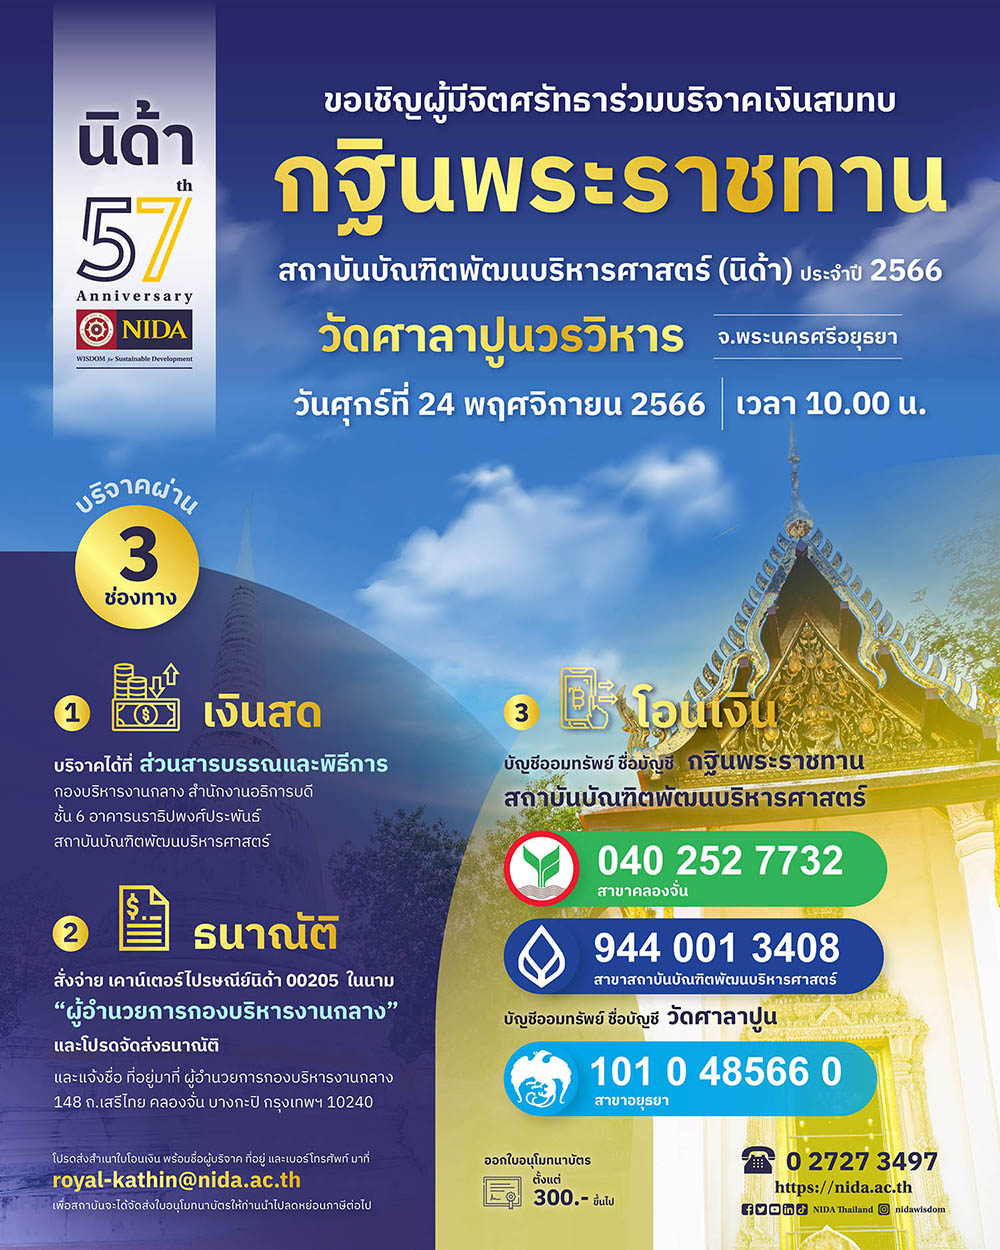 นิด้า
57th
Anniversary
NIDA
WISDOM for Sustainable Development
ขอเชิญผู้มีจิตศรัทธาร่วมบริจาคเงินสมทบ
กฐินพระราชทาน
สถาบันบัณฑิตพัฒนบริหารศาสตร์ (นิด้า) ประจำปี 2566
วัดศาลาปูนวรวิหาร จ.พระนครศรีอยุธยา
วันศุกร์ที่ 24 พฤศจิกายน 2566 เวลา 10.00 น.
บริจาคผ่าน
3
ช่องทาง
1 เงินสด
บริจาคได้ที่ ส่วนสารบรรณและพิธีการ
กองบริหารงานกลาง สำนักงานอธิการบดี
ชั้น 6 อาคารนราธิปพงศ์ประพันธ์
สถาบันบัณฑิตพัฒนบริหารศาสตร์
2 ธนาณัติ
สั่งจ่าย เคาน์เตอร์ไปรษณีย์นิด้า 00205 ในนาม
“ผู้อำนวยการกองบริหารงานกลาง”
และโปรดจัดส่งธนาณัติ
และแจ้งชื่อ ที่อยู่มาที่ ผู้อำนวยการกองบริหารงานกลาง
148 ถ.เสรีไทย คลองจั่น บางกะปิ กรุงเทพฯ 10240
3 โอนเงิน
บัญชีออมทรัพย์ ชื่อบัญชี กฐินพระราชทาน
สถาบันบัณฑิตพัฒนบริหารศาสตร์
040 252 7732
สาขาคลองจั่น
944 001 3408
สาขาสถาบันบัณฑิตพัฒนบริหารศาสตร์
บัญชีออมทรัพย์ ชื่อบัญชี วัดศาลาปูน
101 0 48566 0
สาขาอยุธยา
โปรดส่งสำเนาใบโอนเงิน พร้อมชื่อผู้บริจาค ที่อยู่ และเบอร์โทรศัพท์ มาที่
royal-kathin@nida.ac.th
เพื่อสถาบันจะได้จัดส่งใบอนุโมทนาบัตรให้ท่านนำไปลดหย่อนภาษีต่อไป
ออกใบอนุโมทนาบัตร
ตั้งแต่
300.- ขึ้นไป
0 2727 3497
https://nida.ac.th
NIDA Thailand nidawisdom